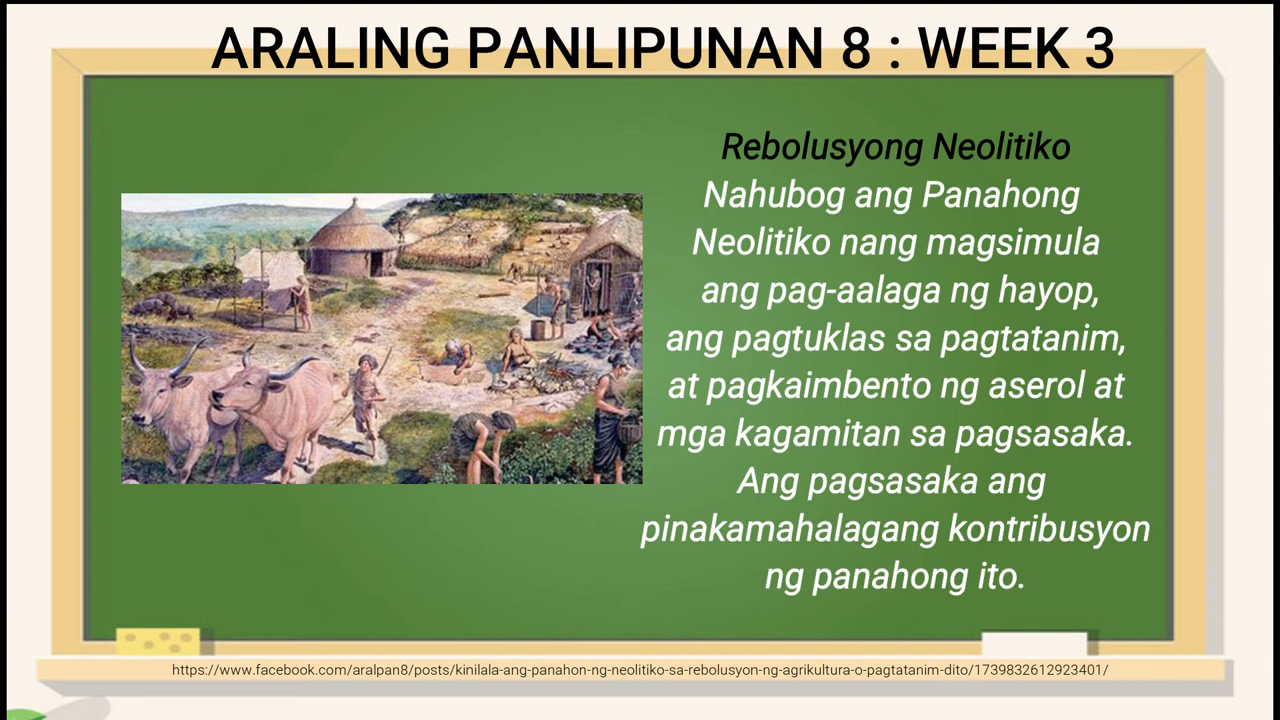 ARALING PANLIPUNAN 8 : WEEK 3
Rebolusyong Neolitiko
Nahubog ang Panahong
Neolitiko nang magsimula
ang pag-aalaga ng hayop,
ang pagtuklas sa pagtatanim,
at pagkaimbento ng aserol at
mga kagamitan sa pagsasaka.
Ang pagsasaka ang
pinakamahalagang kontribusyon
ng panahong ito.
https://www.facebook.com/aralpan8/posts/kinilala-ang-panahon-ng-neolitiko-sa-rebolusyon-ng-agrikultura-o-pagtatanim-dito/1739832612923401/